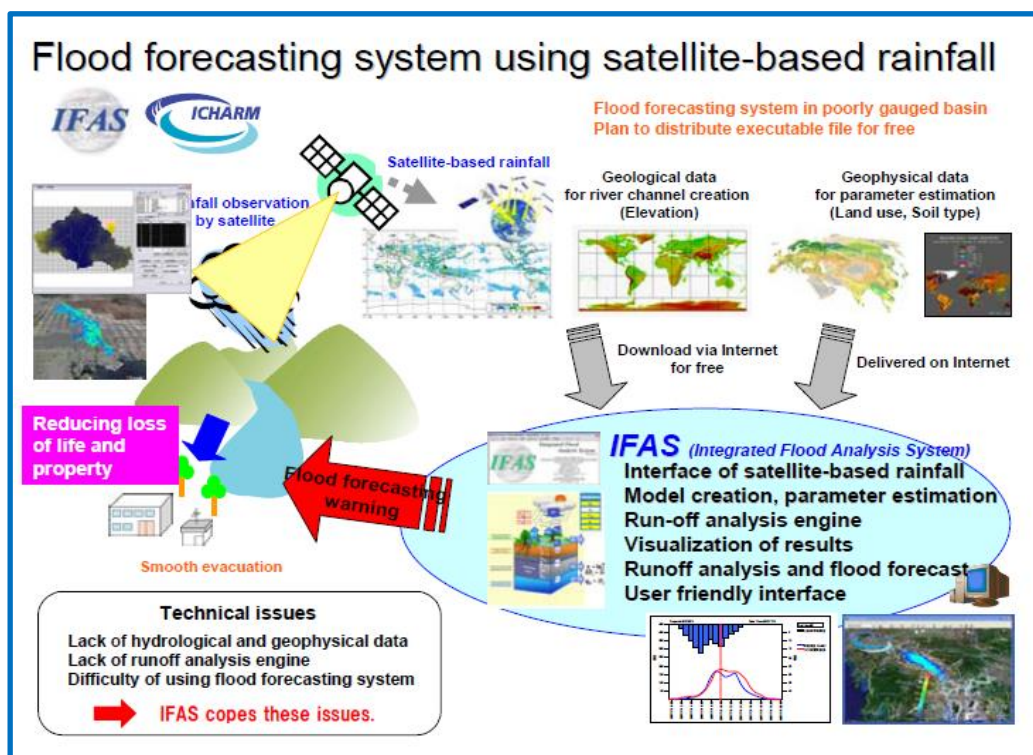 Flood forecasting system using satellite-based rainfall
IFAS
ICHARM
Flood forecasting system in poorly gauged basin
Plan to distribute executable file for free
Satellite-based rainfall
observation
by satellite
Geological data
for river channel creation
(Elevation)
Geophysical data
for parameter estimation
(Land use, Soil type)
Download via Internet
for free
Delivered on Internet
Reducing loss
of life and
property
Flood forecasting
warning
Smooth evacuation
IFAS
IFAS (Integrated Flood Analysis System)
Interface of satellite-based rainfall
Model creation, parameter estimation
Run-off analysis engine
Visualization of results
Runoff analysis and flood forecast
User friendly interface
Technical issues
Lack of hydrological and geophysical data
Lack of runoff analysis engine
Difficulty of using flood forecasting system
IFAS copes these issues.